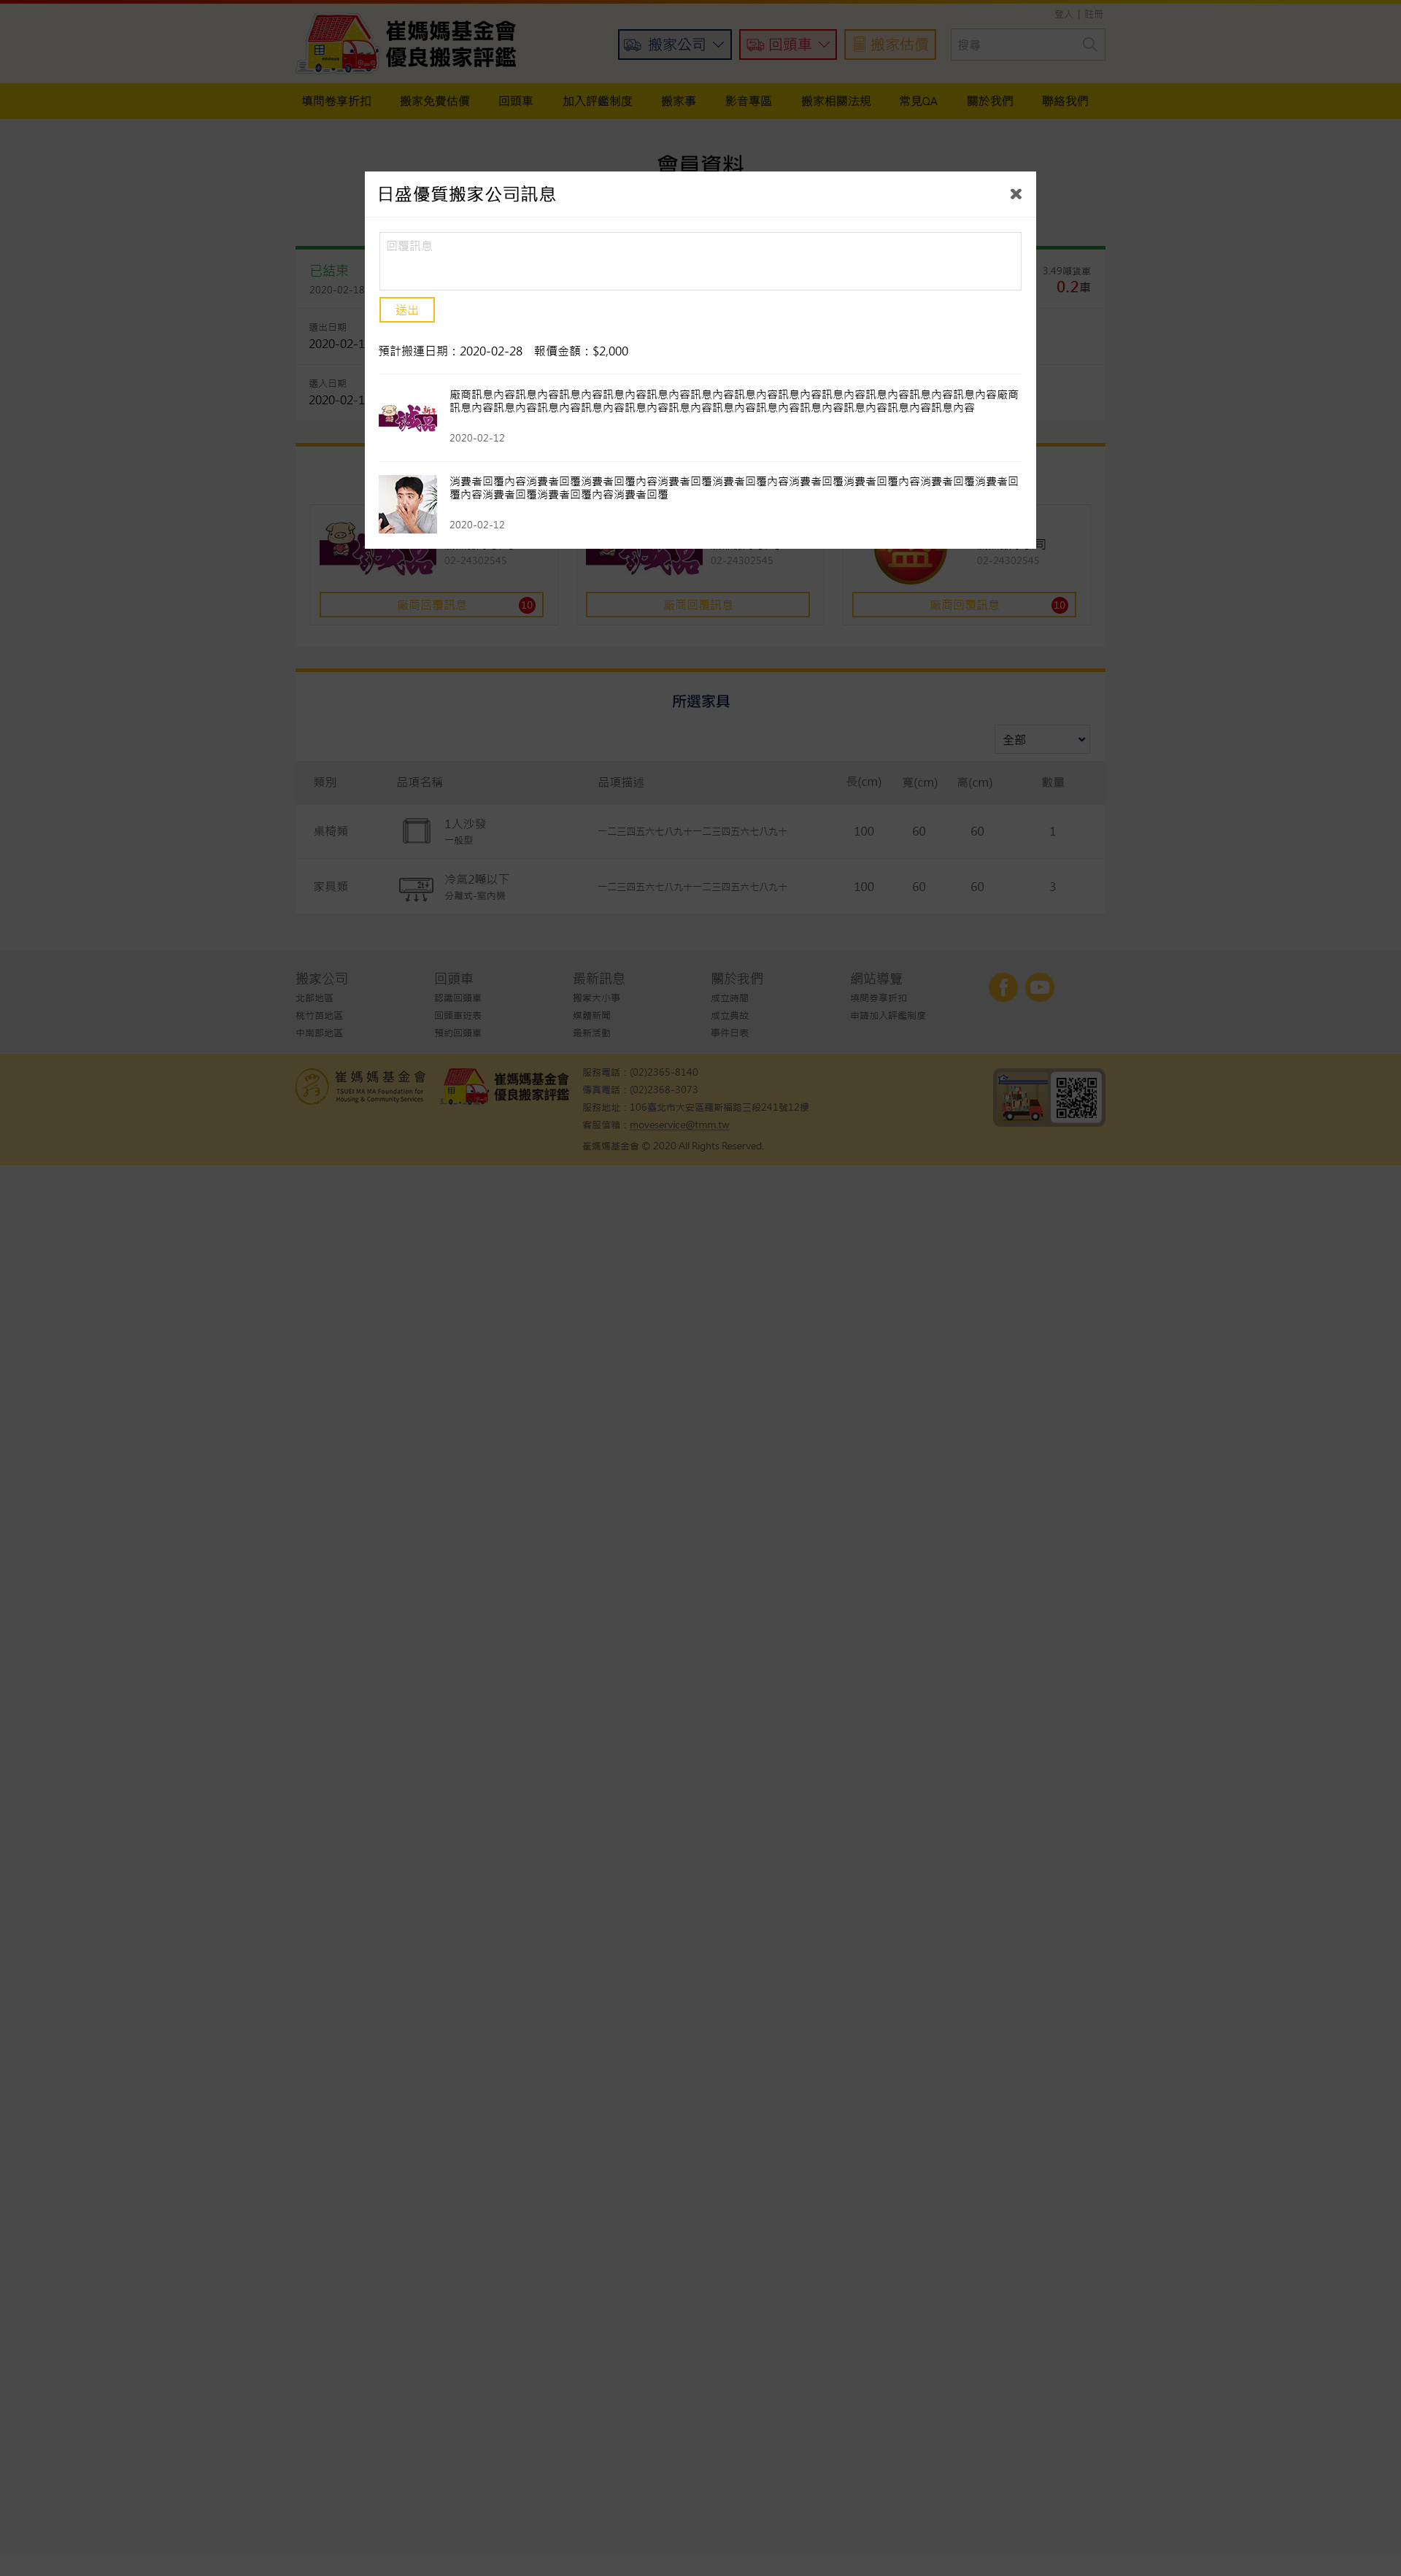 登入 | 註冊
崔媽媽基金會
優良搬家評鑑
搬家公司
回頭車
搬家估價
搜尋
填問卷享折扣
搬家免費估價
回頭車
加入評鑑制度
搬家事
影音專區
搬家相關法規
常見QA
關於我們
聯絡我們
會員資料
日盛優質搬家公司訊息
回覆訊息
送出
預計搬運日期：2020-02-28 報價金額：$2,000
廠商訊息內容訊息內容訊息內容訊息內容訊息內容訊息內容訊息內容訊息內容訊息內容訊息內容訊息內容訊息內容廠商
訊息內容訊息內容訊息內容訊息內容訊息內容訊息內容訊息內容訊息內容訊息內容訊息內容訊息內容訊息內容
2020-02-12
消費者回覆內容消費者回覆消費者回覆內容消費者回覆消費者回覆內容消費者回覆消費者回覆內容消費者回覆消費者回
覆內容消費者回覆消費者回覆內容消費者回覆
2020-02-12
已結束
2020-02-18
3.49噸貨車
0.2車
遷出日期
2020-02-1
遷入日期
2020-02-1
02-24302545
02-24302545
司
02-24302545
廠商回覆訊息 10
廠商回覆訊息
廠商回覆訊息 10
所選家具
全部
類別 品項名稱 品項描述 長(cm) 寬(cm) 高(cm) 數量
桌椅類 1人沙發 一二三四五六七八九十一二三四五六七八九十 100 60 60 1
一般型
家具類 冷氣2噸以下 一二三四五六七八九十一二三四五六七八九十 100 60 60 3
分離式-室內機
搬家公司
北部地區
桃竹苗地區
中南部地區
回頭車
認識回頭車
回頭車班表
預約回頭車
最新訊息
搬家大小事
媒體新聞
最新活動
關於我們
成立時間
成立典故
事件日誌
網站導覽
填問卷享折扣
申請加入評鑑制度
崔媽媽基金會
TSUEI MA MA Foundation for
Housing & Community Services
崔媽媽基金會
優良搬家評鑑
服務電話：(02)2365-8140
傳真電話：(02)2368-3073
服務地址：106臺北市大安區羅斯福路三段241號12樓
客服信箱：moveservice@tmm.tw
崔媽媽基金會 © 2020 All Rights Reserved.